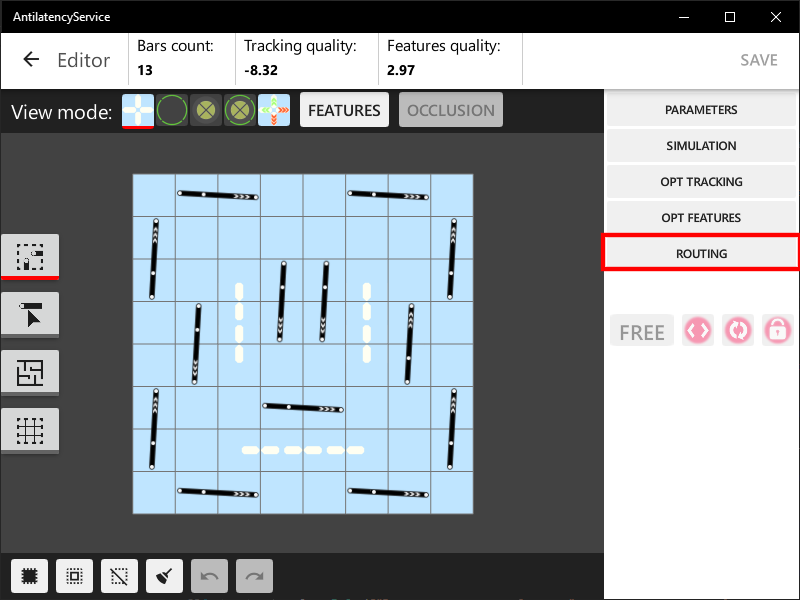 AntilatencyService
Editor
Bars count:
13
Tracking quality:
-8.32
Features quality:
2.97
SAVE
View mode:
FEATURES
OCCLUSION
PARAMETERS
SIMULATION
OPT TRACKING
OPT FEATURES
ROUTING
FREE